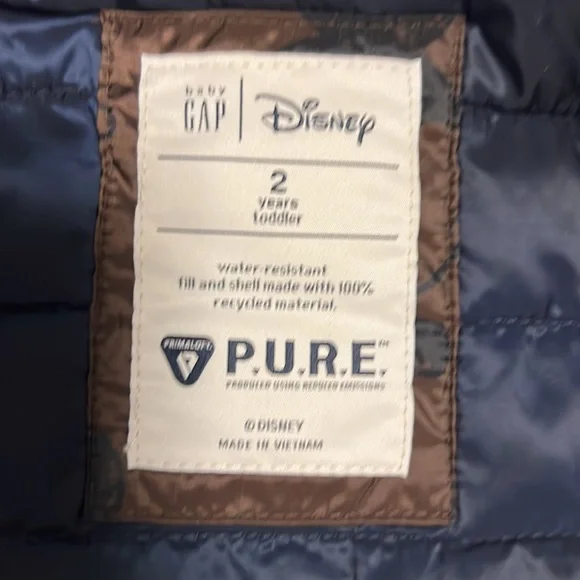 baby
GAP | Disney
2
years
toddler
water-resistant
fill and shell made with 100%
recycled material.
PRIMALOFT P.U.R.E.™
PRODUCED USING REDUCED EMISSIONS
© DISNEY
MADE IN VIETNAM